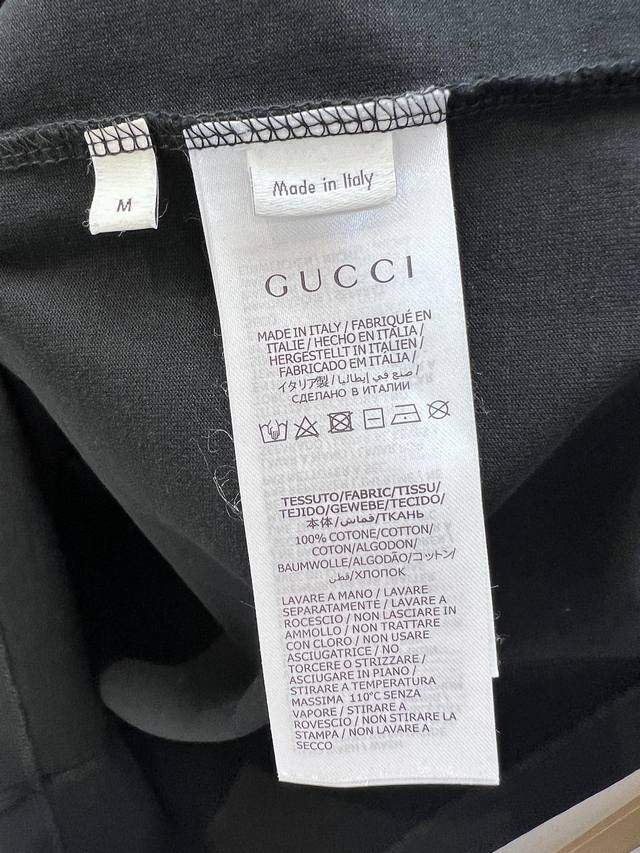 M
Made in Italy
GUCCI
MADE IN ITALY / FABRIQUÉ EN
ITALIE / HECHO EN ITALIA /
HERGESTELLT IN ITALIEN /
FABRICADO EM ITÁLIA /
イタリア製 / صنع في إيطاليا /
СДЕЛАНО В ИТАЛИИ
TESSUTO/FABRIC/TISSU/
TEJIDO/GEWEBE/TECIDO/
本体/قماش/ТКАНЬ
100% COTONE/COTTON/
COTON/ALGODON/
BAUMWOLLE/ALGODÃO/コットン/
قطن/ХЛОПОК
LAVARE A MANO / LAVARE
SEPARATAMENTE / LAVARE A
ROCESCIO / NON LASCIARE IN
AMMOLLO / NON TRATTARE
CON CLORO / NON USARE
ASCIUGATRICE / NO
TORCERE O STRIZZARE /
ASCIUGARE IN PIANO /
STIRARE A TEMPERATURA
MASSIMA 110°C SENZA
VAPORE / STIRARE A
ROVESCIO / NON STIRARE LA
STAMPA / NON LAVARE A
SECCO